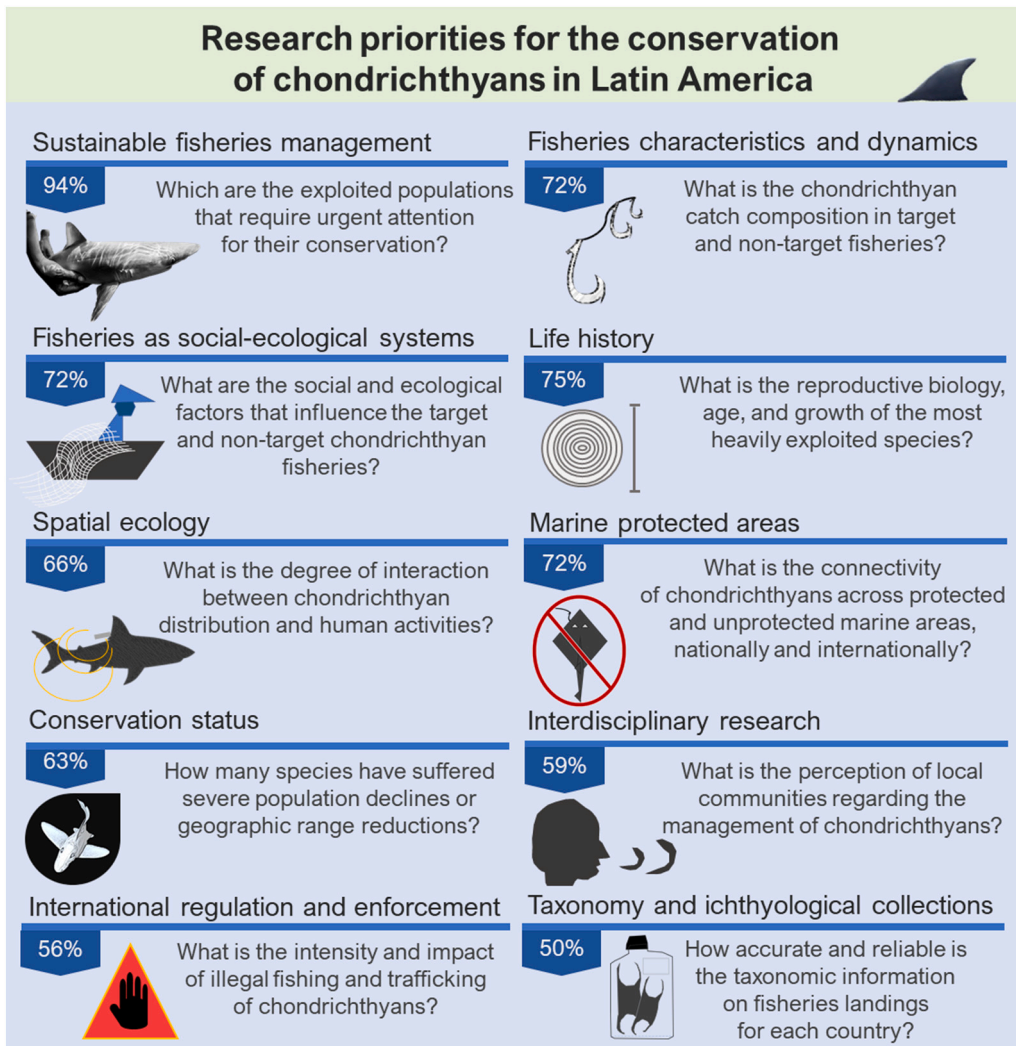 Research priorities for the conservation
of chondrichthyans in Latin America
Sustainable fisheries management
94%
Which are the exploited populations
that require urgent attention
for their conservation?
Fisheries characteristics and dynamics
72%
What is the chondrichthyan
catch composition in target
and non-target fisheries?
Fisheries as social-ecological systems
72%
What are the social and ecological
factors that influence the target
and non-target chondrichthyan
fisheries?
Life history
75%
What is the reproductive biology,
age, and growth of the most
heavily exploited species?
Spatial ecology
66%
What is the degree of interaction
between chondrichthyan
distribution and human activities?
Marine protected areas
72%
What is the connectivity
of chondrichthyans across protected
and unprotected marine areas,
nationally and internationally?
Conservation status
63%
How many species have suffered
severe population declines or
geographic range reductions?
Interdisciplinary research
59%
What is the perception of local
communities regarding the
management of chondrichthyans?
International regulation and enforcement
56%
What is the intensity and impact
of illegal fishing and trafficking
of chondrichthyans?
Taxonomy and ichthyological collections
50%
How accurate and reliable is
the taxonomic information
on fisheries landings
for each country?